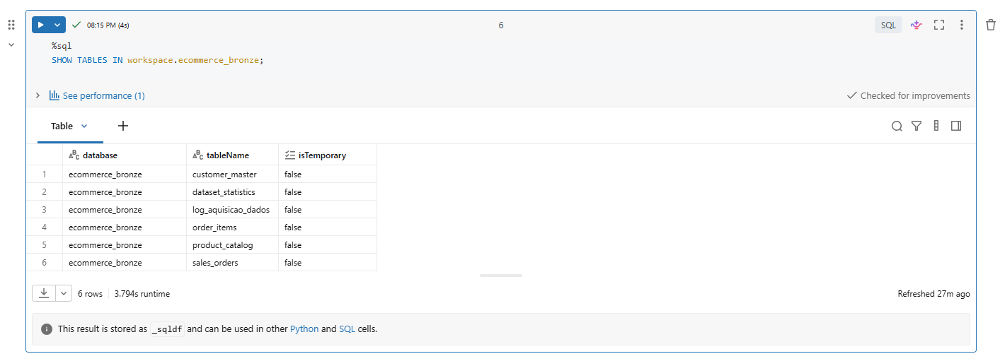 08:15 PM (4s)
6
SQL
%sql
SHOW TABLES IN workspace.ecommerce_bronze;
See performance (1)
Checked for improvements
Table
database tableName isTemporary
1 ecommerce_bronze customer_master false
2 ecommerce_bronze dataset_statistics false
3 ecommerce_bronze log_aquisicao_dados false
4 ecommerce_bronze order_items false
5 ecommerce_bronze product_catalog false
6 ecommerce_bronze sales_orders false
6 rows 3.794s runtime
Refreshed 27m ago
This result is stored as _sqldf and can be used in other Python and SQL cells.